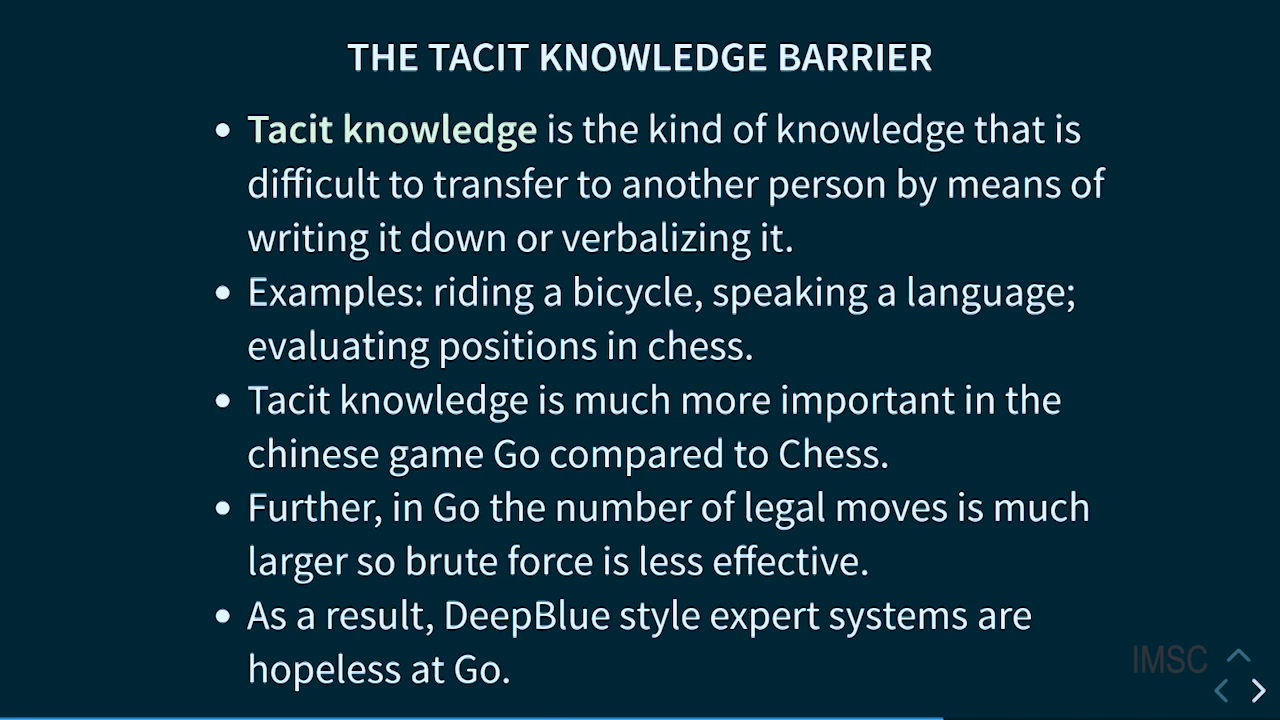 THE TACIT KNOWLEDGE BARRIER
Tacit knowledge is the kind of knowledge that is
difficult to transfer to another person by means of
writing it down or verbalizing it.
Examples: riding a bicycle, speaking a language;
evaluating positions in chess.
Tacit knowledge is much more important in the
chinese game Go compared to Chess.
Further, in Go the number of legal moves is much
larger so brute force is less effective.
As a result, DeepBlue style expert systems are
hopeless at Go.
IMSC